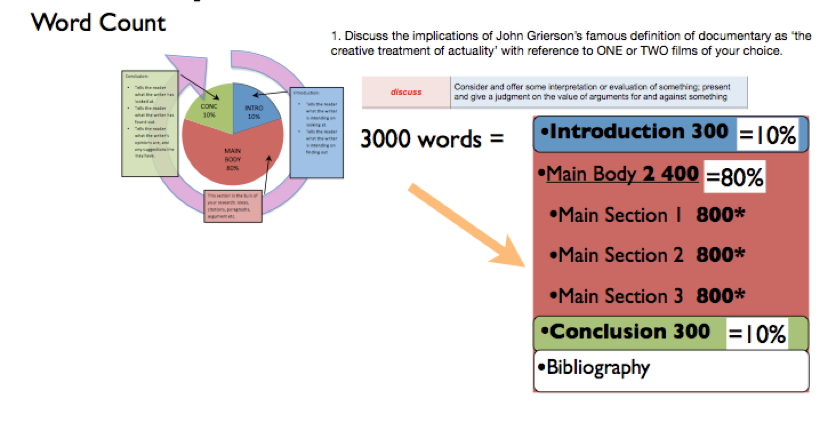 Word Count
1. Discuss the implications of John Grierson's famous definition of documentary as 'the
creative treatment of actuality' with reference to ONE or TWO films of your choice.
Conclusion:
• Tells the reader
what the writer has
looked at.
• Tells the reader
what the writer has
found out.
• Tells the reader
what the writer's
opinions are, and
any suggestions
they have.
CONC
10%
INTRO
10%
MAIN
BODY
80%
Introduction:
• Tells the reader
what the writer
is intending on
looking at.
• Tells the reader
what the writer
is intending on
finding out.
This section is the bulk of
your research: ideas,
citations, paragraphs,
argument etc.
discuss
Consider and offer some interpretation or evaluation of something; present
and give a judgment on the value of arguments for and against something
3000 words =
•Introduction 300 =10%
•Main Body 2 400 =80%
•Main Section 1 800*
•Main Section 2 800*
•Main Section 3 800*
•Conclusion 300 =10%
•Bibliography